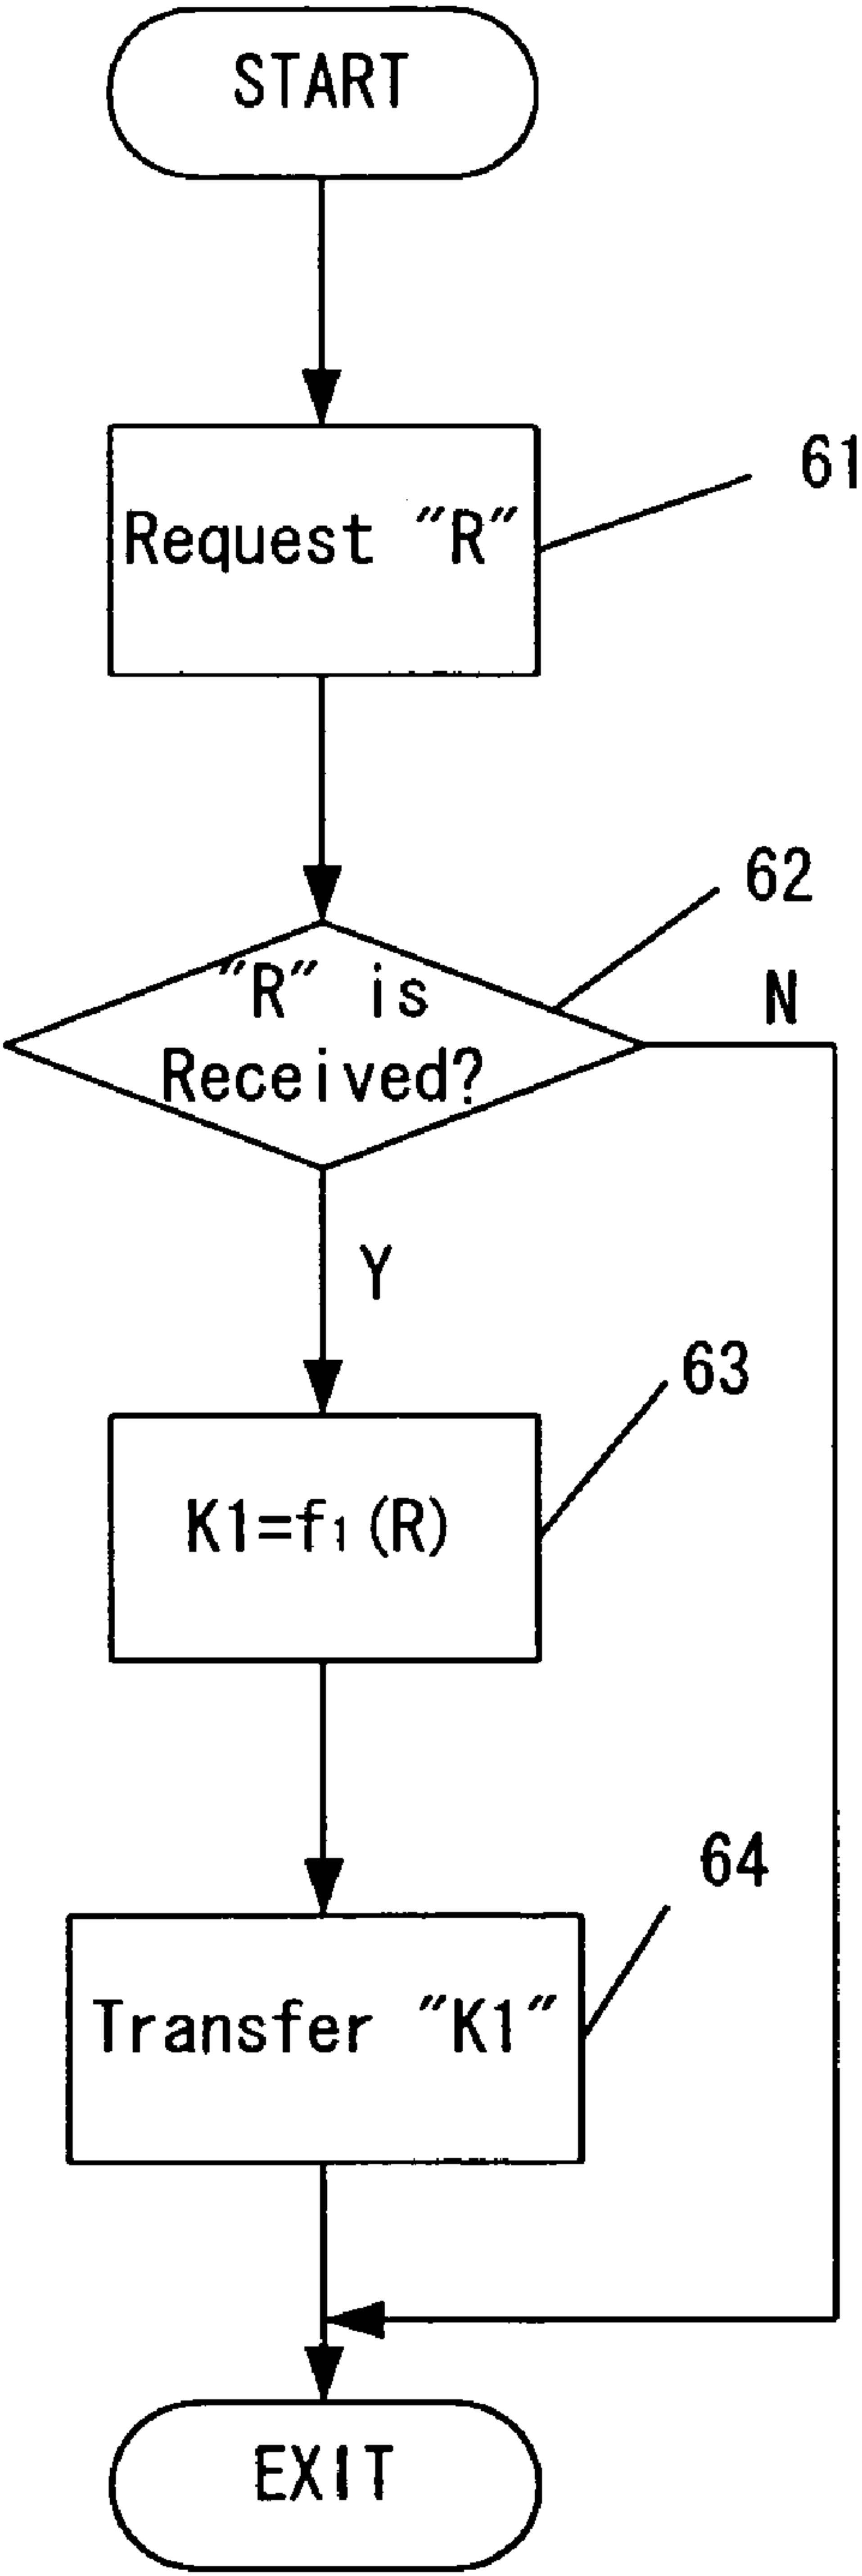 START
Request "R"
61
62
"R" is
Received?
N
Y
63
K1=f₁(R)
64
Transfer "K1"
EXIT